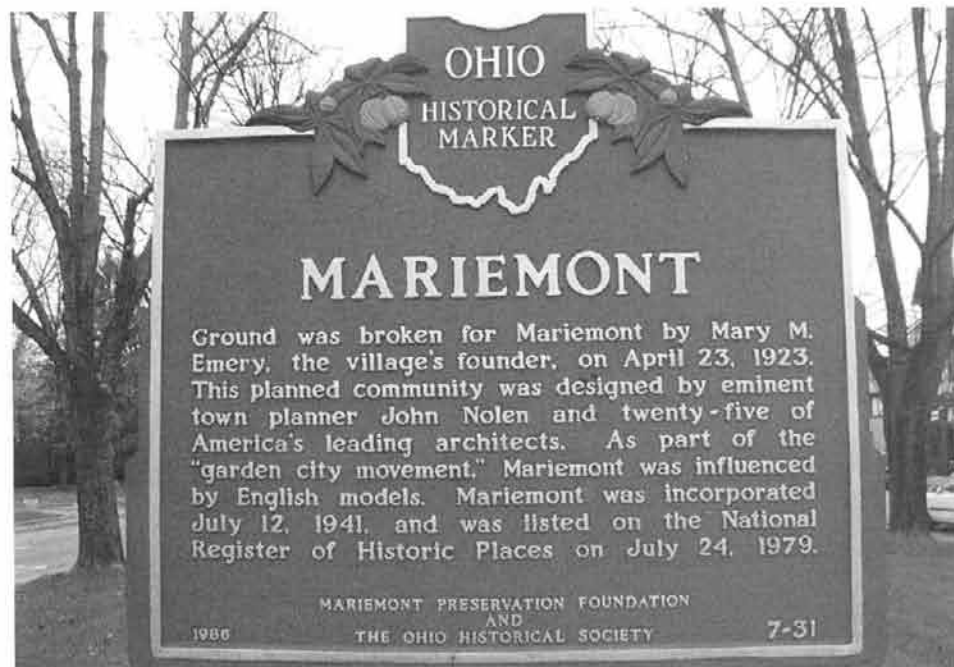 OHIO
HISTORICAL
MARKER
MARIEMONT
Ground was broken for Mariemont by Mary M.
Emery, the village's founder, on April 23, 1923.
This planned community was designed by eminent
town planner John Nolen and twenty-five of
America's leading architects. As part of the
"garden city movement," Mariemont was influenced
by English models. Mariemont was incorporated
July 12, 1941, and was listed on the National
Register of Historic Places on July 24, 1979.
MARIEMONT PRESERVATION FOUNDATION
AND
1986 THE OHIO HISTORICAL SOCIETY 7-31